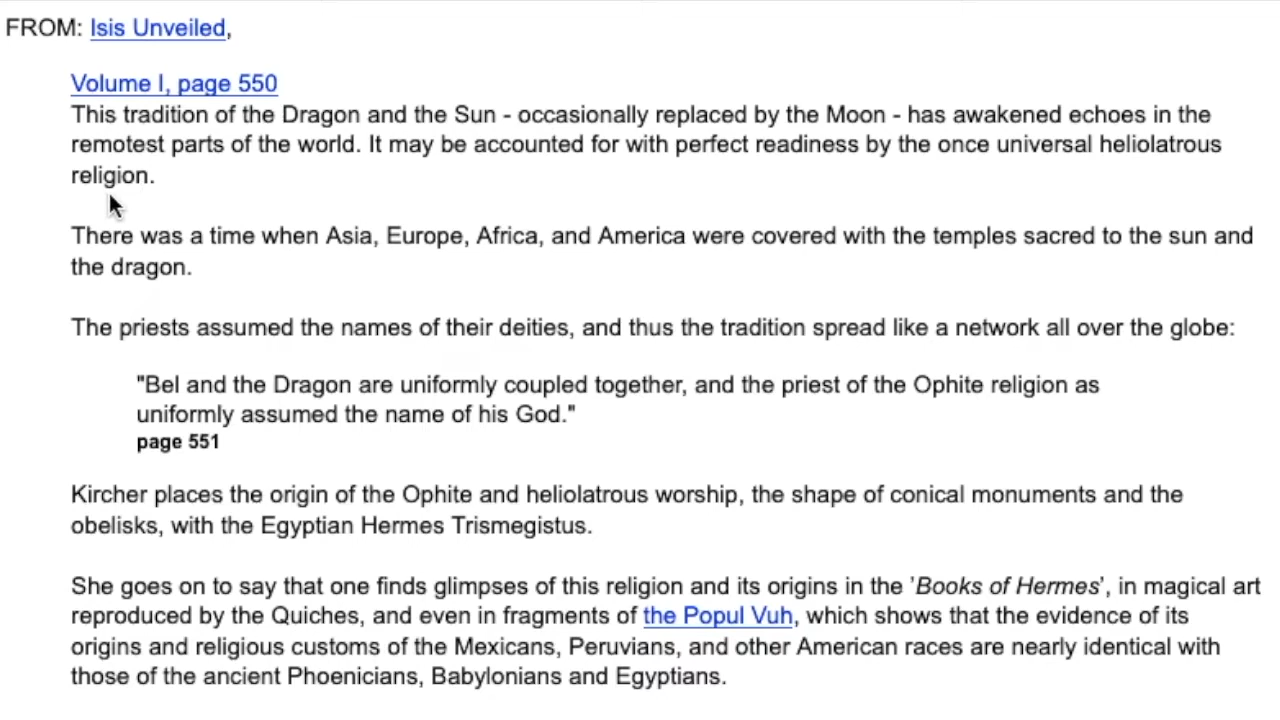 FROM: Isis Unveiled,
Volume I, page 550
This tradition of the Dragon and the Sun - occasionally replaced by the Moon - has awakened echoes in the
remotest parts of the world. It may be accounted for with perfect readiness by the once universal heliolatrous
religion.
There was a time when Asia, Europe, Africa, and America were covered with the temples sacred to the sun and
the dragon.
The priests assumed the names of their deities, and thus the tradition spread like a network all over the globe:
"Bel and the Dragon are uniformly coupled together, and the priest of the Ophite religion as
uniformly assumed the name of his God."
page 551
Kircher places the origin of the Ophite and heliolatrous worship, the shape of conical monuments and the
obelisks, with the Egyptian Hermes Trismegistus.
She goes on to say that one finds glimpses of this religion and its origins in the 'Books of Hermes', in magical art
reproduced by the Quiches, and even in fragments of the Popul Vuh, which shows that the evidence of its
origins and religious customs of the Mexicans, Peruvians, and other American races are nearly identical with
those of the ancient Phoenicians, Babylonians and Egyptians.